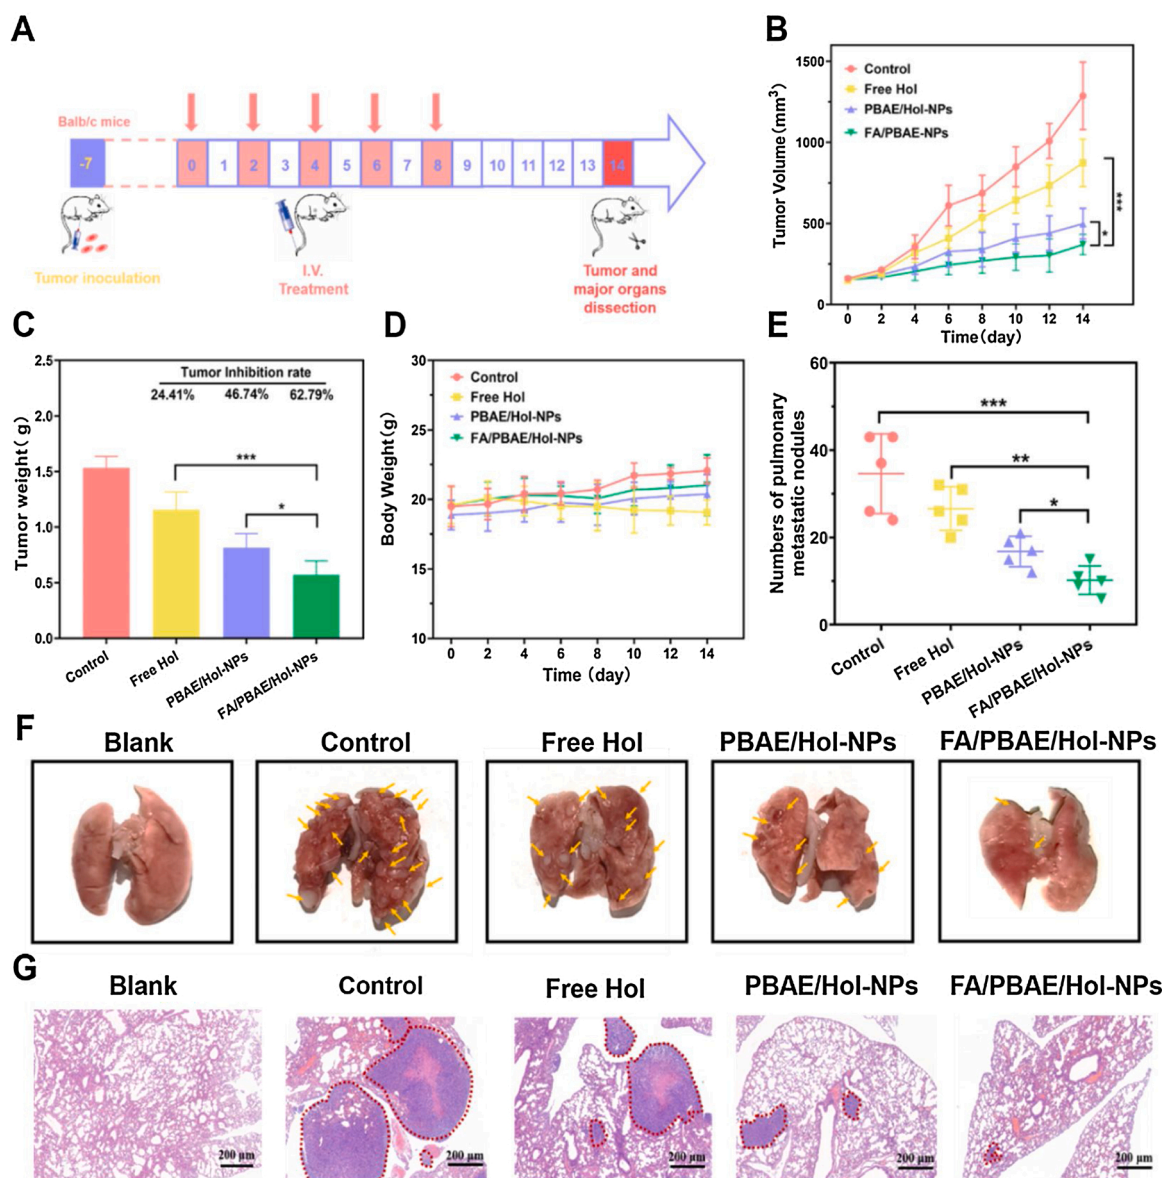 A
Balb/c mice
-7
0 1 2 3 4 5 6 7 8 9 10 11 12 13 14
Tumor inoculation
I.V.
Treatment
Tumor and
major organs
dissection
B
Tumor Volume (mm³)
1500
1000
500
0
Control
Free Hol
PBAE/Hol-NPs
FA/PBAE-NPs
***
*
0 2 4 6 8 10 12 14
Time (day)
C
Tumor weight( g)
2.5
2.0
1.5
1.0
0.5
0.0
Tumor Inhibition rate
24.41% 46.74% 62.79%
***
*
Control
Free Hol
PBAE/Hol-NPs
FA/PBAE/Hol-NPs
D
Body Weight(g)
30
25
20
15
10
Control
Free Hol
PBAE/Hol-NPs
FA/PBAE/Hol-NPs
0 2 4 6 8 10 12 14
Time (day)
E
Numbers of pulmonary
metastatic nodules
60
40
20
0
***
**
*
Control
Free Hol
PBAE/Hol-NPs
FA/PBAE/Hol-NPs
F
Blank Control Free Hol PBAE/Hol-NPs FA/PBAE/Hol-NPs
G
Blank Control Free Hol PBAE/Hol-NPs FA/PBAE/Hol-NPs
200 μm 200 μm 200 μm 200 μm 200 μm